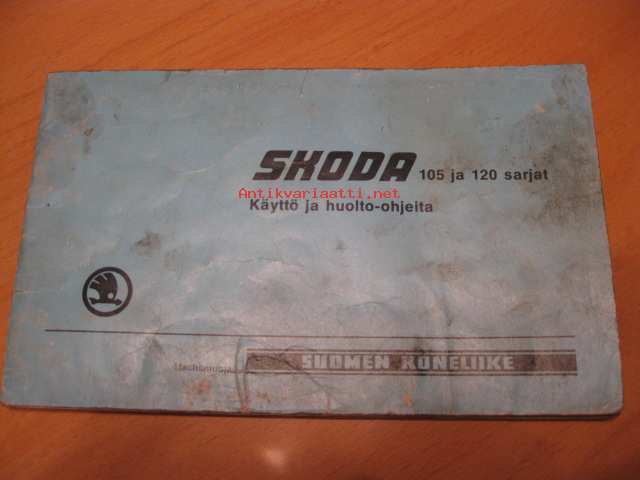 SKODA 105 ja 120 sarjat
Antikvariaatti.net
Käyttö ja huolto-ohjeita
SUOMEN KONELIIKE